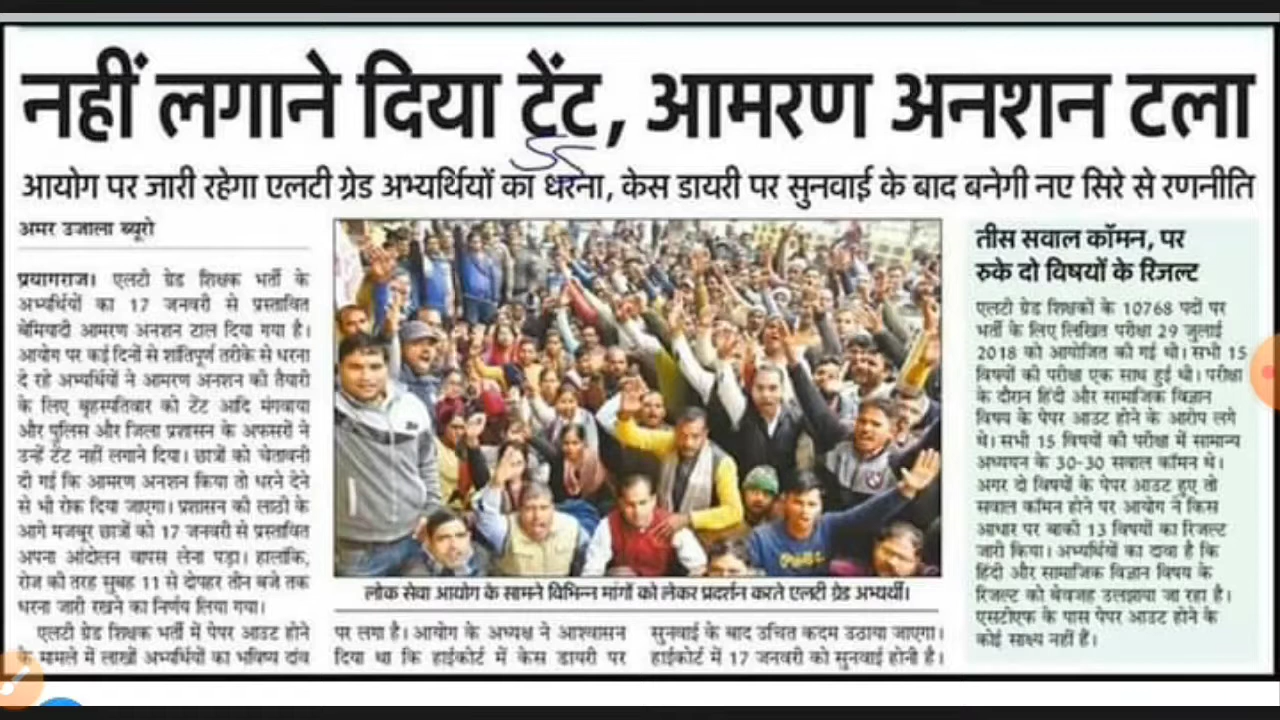 नहीं लगाने दिया टेंट, आमरण अनशन टला
आयोग पर जारी रहेगा एलटी ग्रेड अभ्यर्थियों का धरना, केस डायरी पर सुनवाई के बाद बनेगी नए सिरे से रणनीति
अमर उजाला ब्यूरो
प्रयागराज। एलटी ग्रेड शिक्षक भर्ती के
अभ्यर्थियों का 17 जनवरी से प्रस्तावित
बेमियादी आमरण अनशन टाल दिया गया है।
आयोग पर कई दिनों से शांतिपूर्ण तरीके से धरना
दे रहे अभ्यर्थियों ने आमरण अनशन की तैयारी
के लिए बृहस्पतिवार को टेंट आदि मंगवाया
और पुलिस और जिला प्रशासन के अफसरों ने
उन्हें टेंट नहीं लगाने दिया। छात्रों को चेतावनी
दी गई कि आमरण अनशन किया तो धरने देने
से भी रोक दिया जाएगा। प्रशासन की लाठी के
आगे मजबूर छात्रों को 17 जनवरी से प्रस्तावित
अपना आंदोलन वापस लेना पड़ा। हालांकि,
रोज की तरह सुबह 11 से दोपहर तीन बजे तक
धरना जारी रखने का निर्णय लिया गया।
एलटी ग्रेड शिक्षक भर्ती में पेपर आउट होने
के मामले में लाखों अभ्यर्थियों का भविष्य दांव
लोक सेवा आयोग के सामने विभिन्न मांगों को लेकर प्रदर्शन करते एलटी ग्रेड अभ्यर्थी।
पर लगा है। आयोग के अध्यक्ष ने आश्वासन
दिया था कि हाईकोर्ट में केस डायरी पर
सुनवाई के बाद उचित कदम उठाया जाएगा।
हाईकोर्ट में 17 जनवरी को सुनवाई होनी है।
तीस सवाल कॉमन, पर
रुके दो विषयों के रिजल्ट
एलटी ग्रेड शिक्षकों के 10768 पदों पर
भर्ती के लिए लिखित परीक्षा 29 जुलाई
2018 को आयोजित की गई थी। सभी 15
विषयों की परीक्षा एक साथ हुई थी। परीक्षा
के दौरान हिंदी और सामाजिक विज्ञान
विषय के पेपर आउट होने के आरोप लगे
थे। सभी 15 विषयों की परीक्षा में सामान्य
अध्ययन के 30-30 सवाल कॉमन थे।
अगर दो विषयों के पेपर आउट हुए तो
सवाल कॉमन होने पर आयोग ने किस
आधार पर बाकी 13 विषयों का रिजल्ट
जारी किया। अभ्यर्थियों का दावा है कि
हिंदी और सामाजिक विज्ञान विषय के
रिजल्ट को बेवजह उलझाया जा रहा है।
एसटीएफ के पास पेपर आउट होने के
कोई साक्ष्य नहीं हैं।